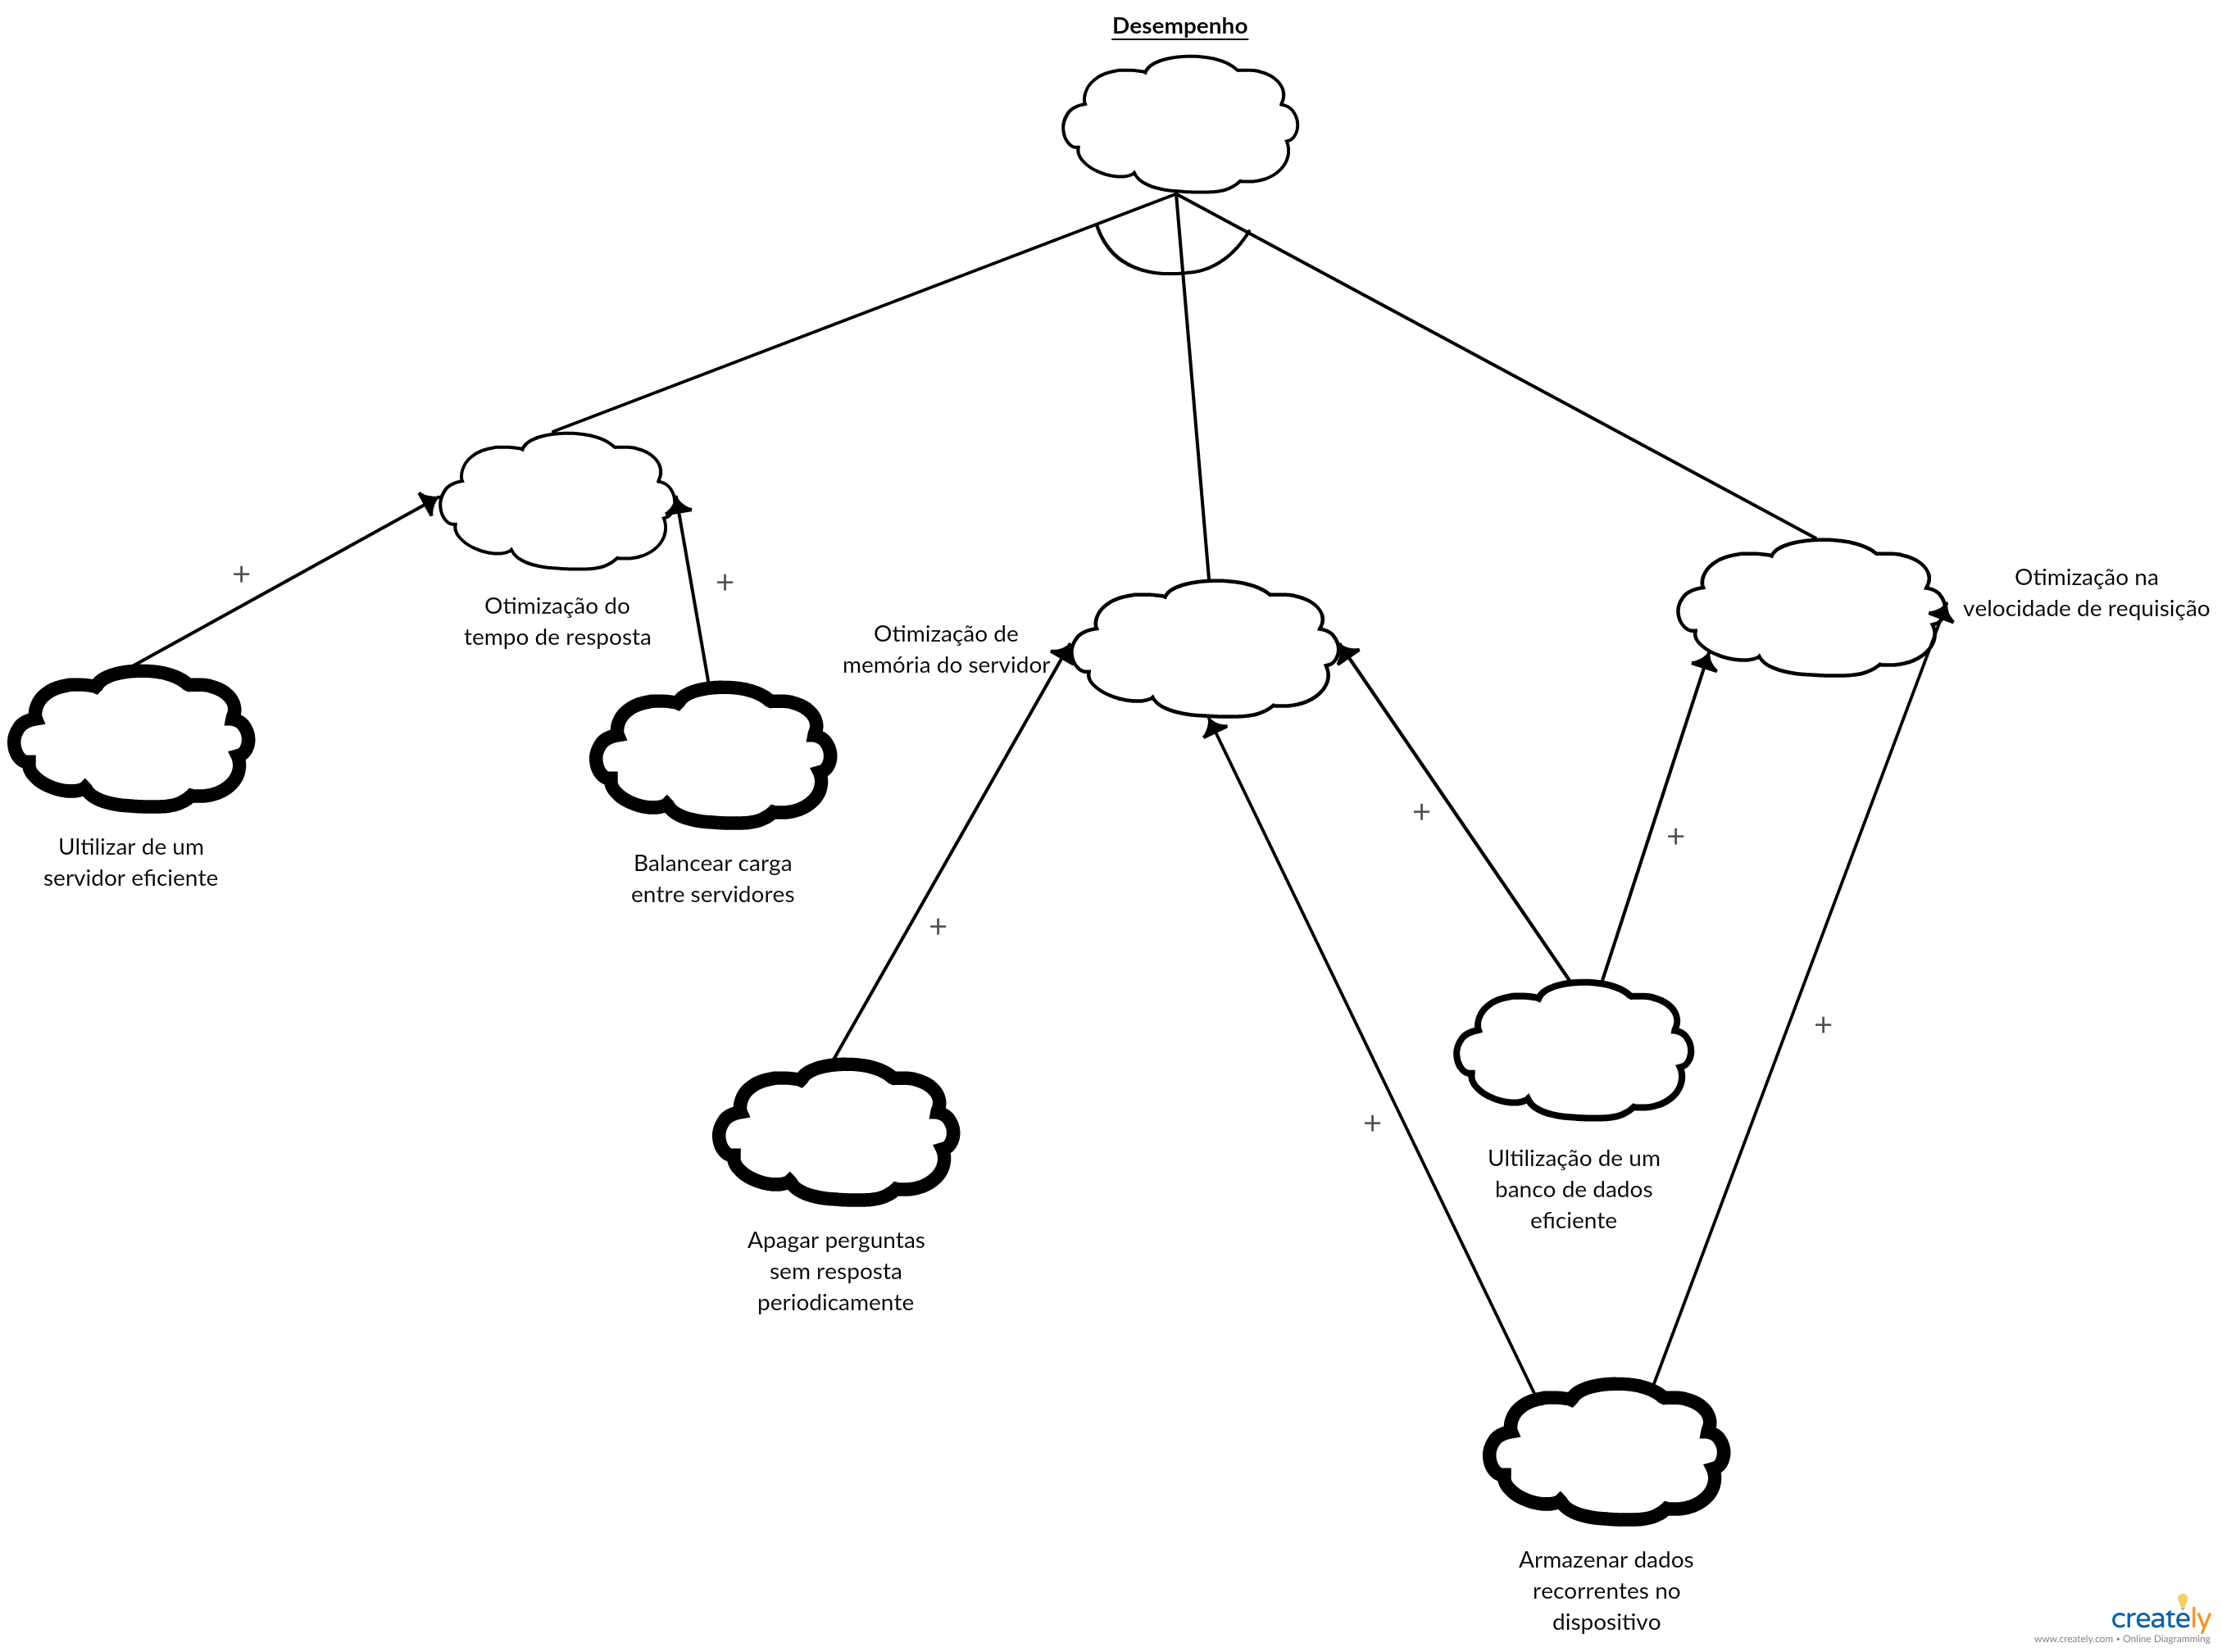 Desempenho
Otimização do
tempo de resposta
Otimização de
memória do servidor
Otimização na
velocidade de requisição
+
+
Ultilizar de um
servidor eficiente
Balancear carga
entre servidores
+
+
+
+
+
Ultilização de um
banco de dados
eficiente
Apagar perguntas
sem resposta
periodicamente
Armazenar dados
recorrentes no
dispositivo
creately
www.creately.com • Online Diagramming